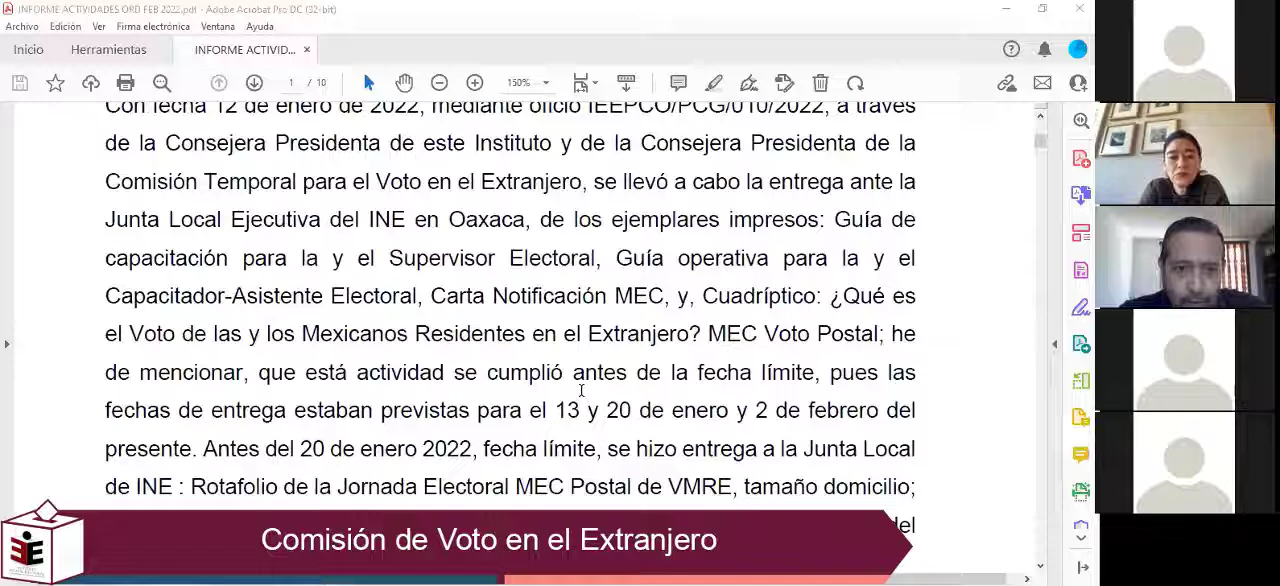 INFORME ACTIVIDADES ORD FEB 2022.pdf - Adobe Acrobat Pro DC (32-bit)
Archivo Edición Ver Firma electrónica Ventana Ayuda
Inicio Herramientas INFORME ACTIVID... ×
1 / 10 150%
Con fecha 12 de enero de 2022, mediante oficio IEEPCO/PCG/010/2022, a través
de la Consejera Presidenta de este Instituto y de la Consejera Presidenta de la
Comisión Temporal para el Voto en el Extranjero, se llevó a cabo la entrega ante la
Junta Local Ejecutiva del INE en Oaxaca, de los ejemplares impresos: Guía de
capacitación para la y el Supervisor Electoral, Guía operativa para la y el
Capacitador-Asistente Electoral, Carta Notificación MEC, y, Cuadríptico: ¿Qué es
el Voto de las y los Mexicanos Residentes en el Extranjero? MEC Voto Postal; he
de mencionar, que está actividad se cumplió antes de la fecha límite, pues las
fechas de entrega estaban previstas para el 13 y 20 de enero y 2 de febrero del
presente. Antes del 20 de enero 2022, fecha límite, se hizo entrega a la Junta Local
de INE : Rotafolio de la Jornada Electoral MEC Postal de VMRE, tamaño domicilio;
del
Comisión de Voto en el Extranjero